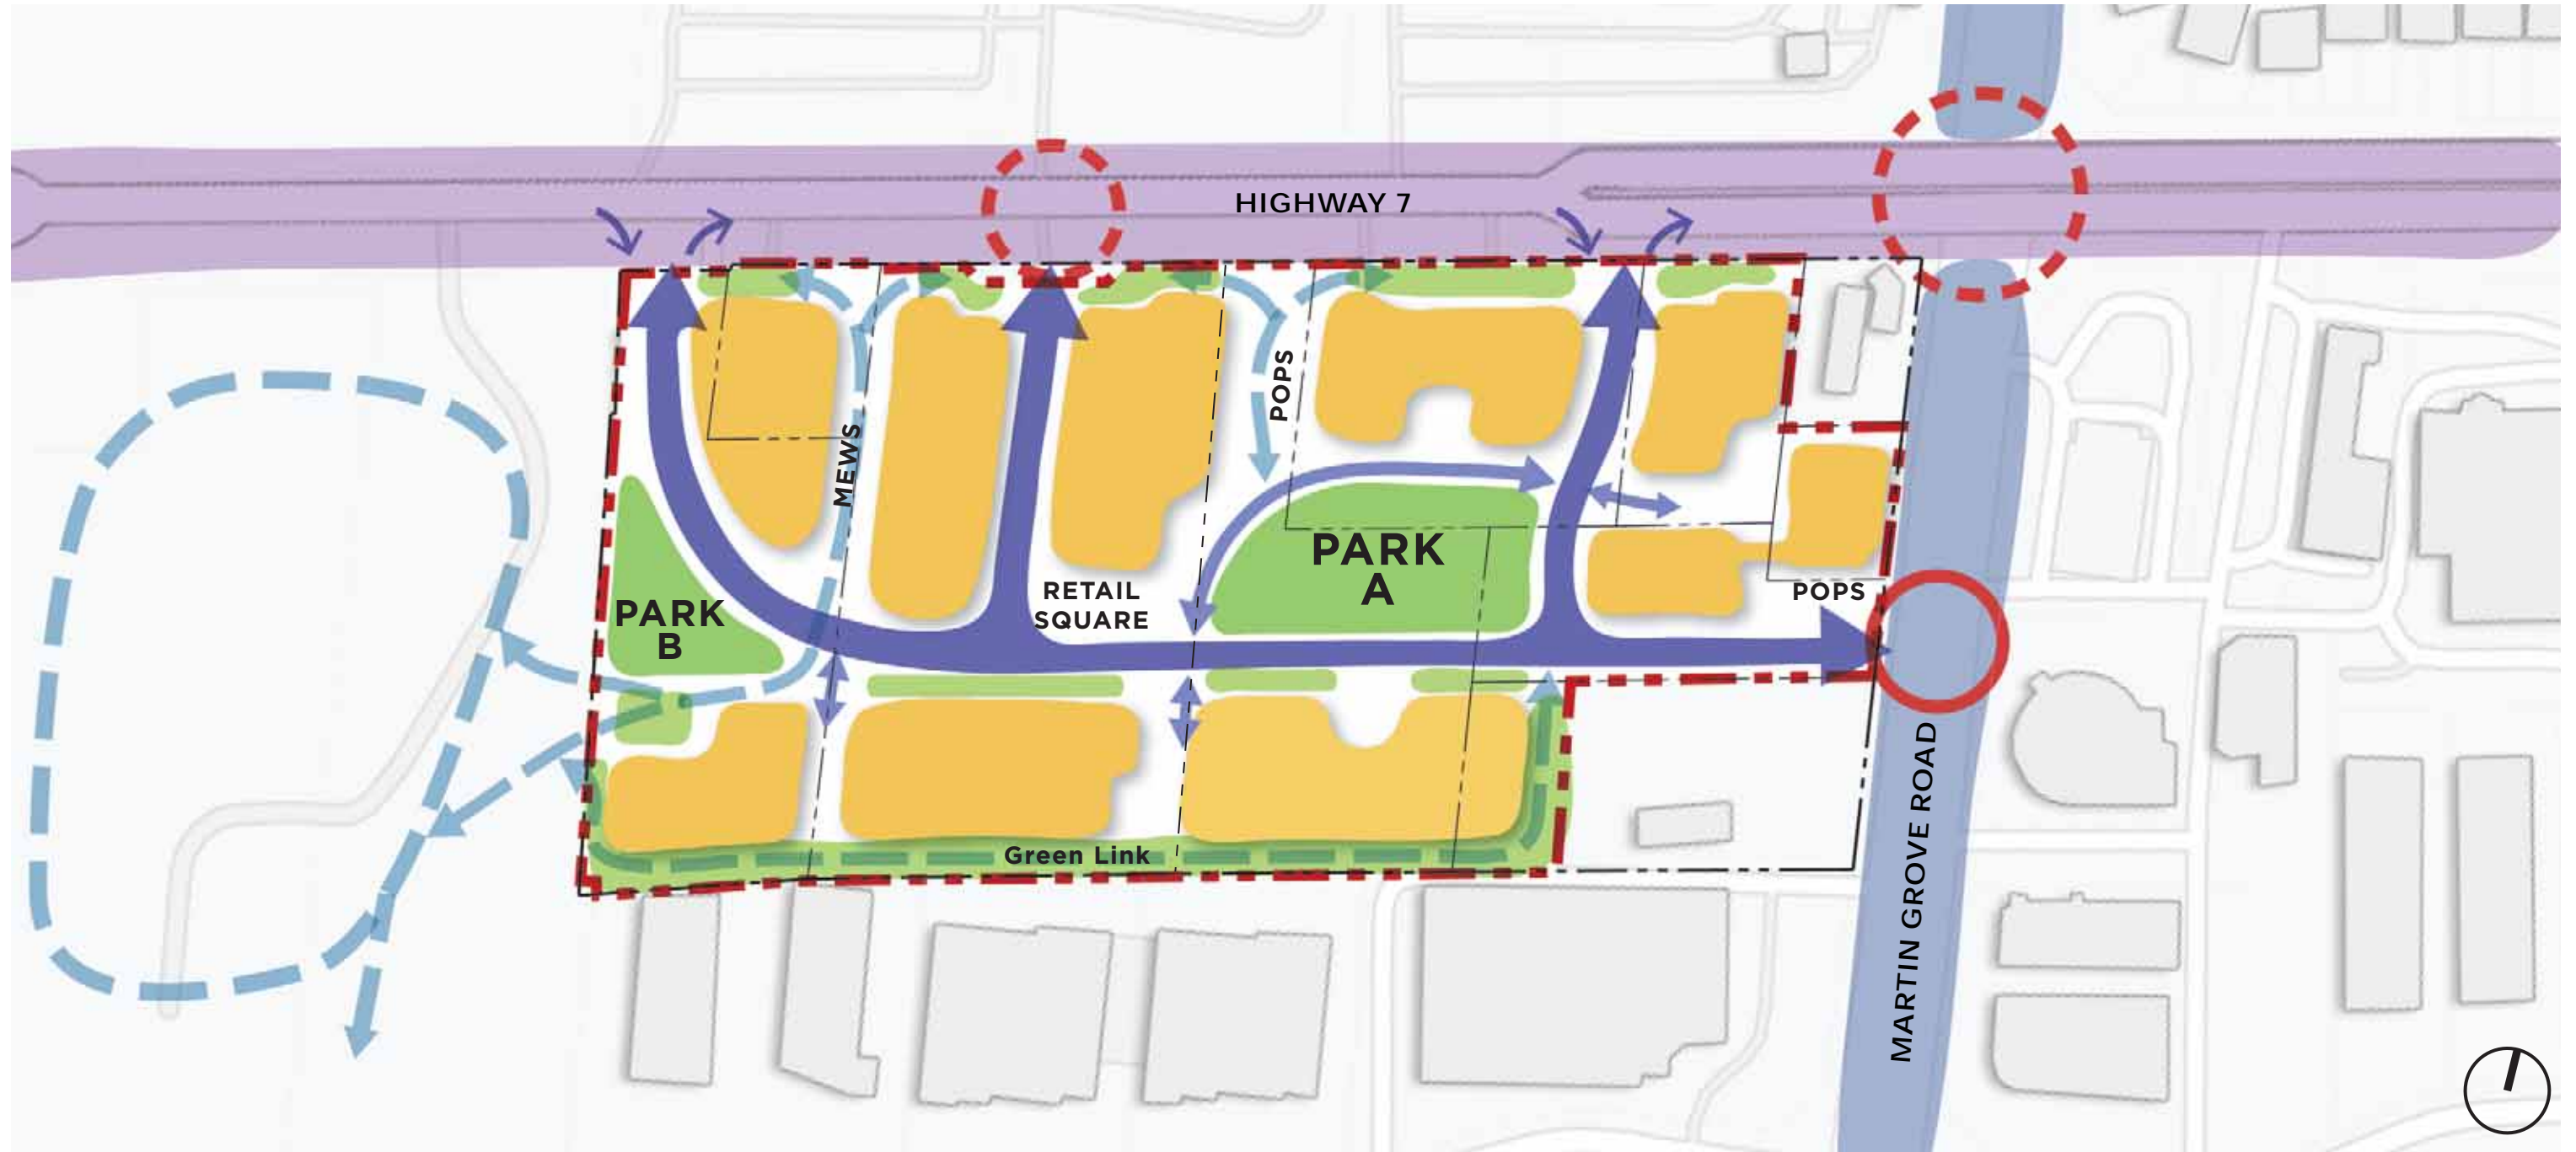 HIGHWAY 7
POPS
MEWS
PARK
A
RETAIL
SQUARE
POPS
PARK
B
Green Link
MARTIN GROVE ROAD